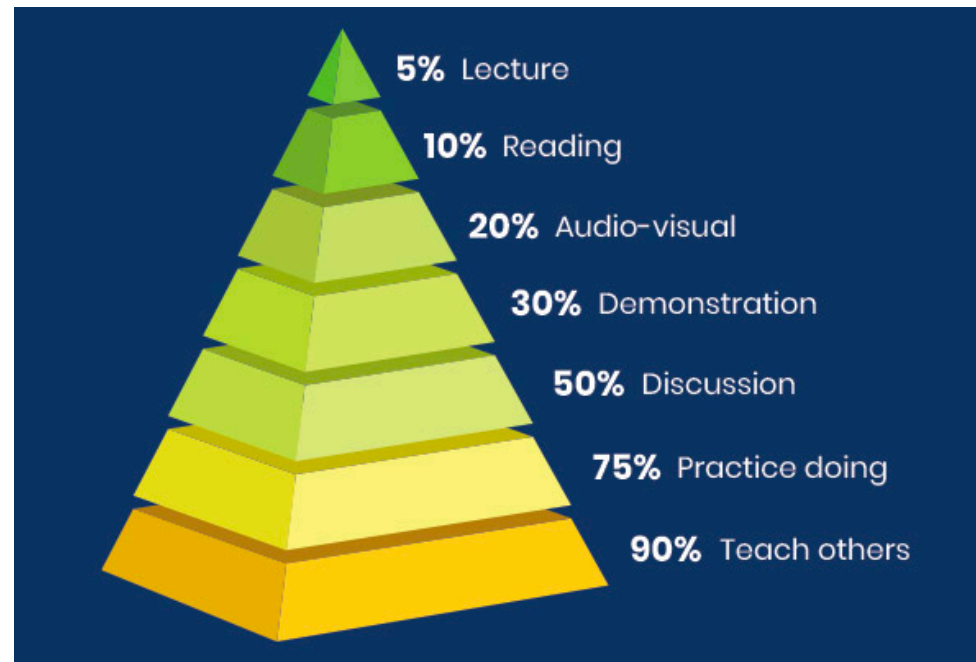 5% Lecture
10% Reading
20% Audio-visual
30% Demonstration
50% Discussion
75% Practice doing
90% Teach others